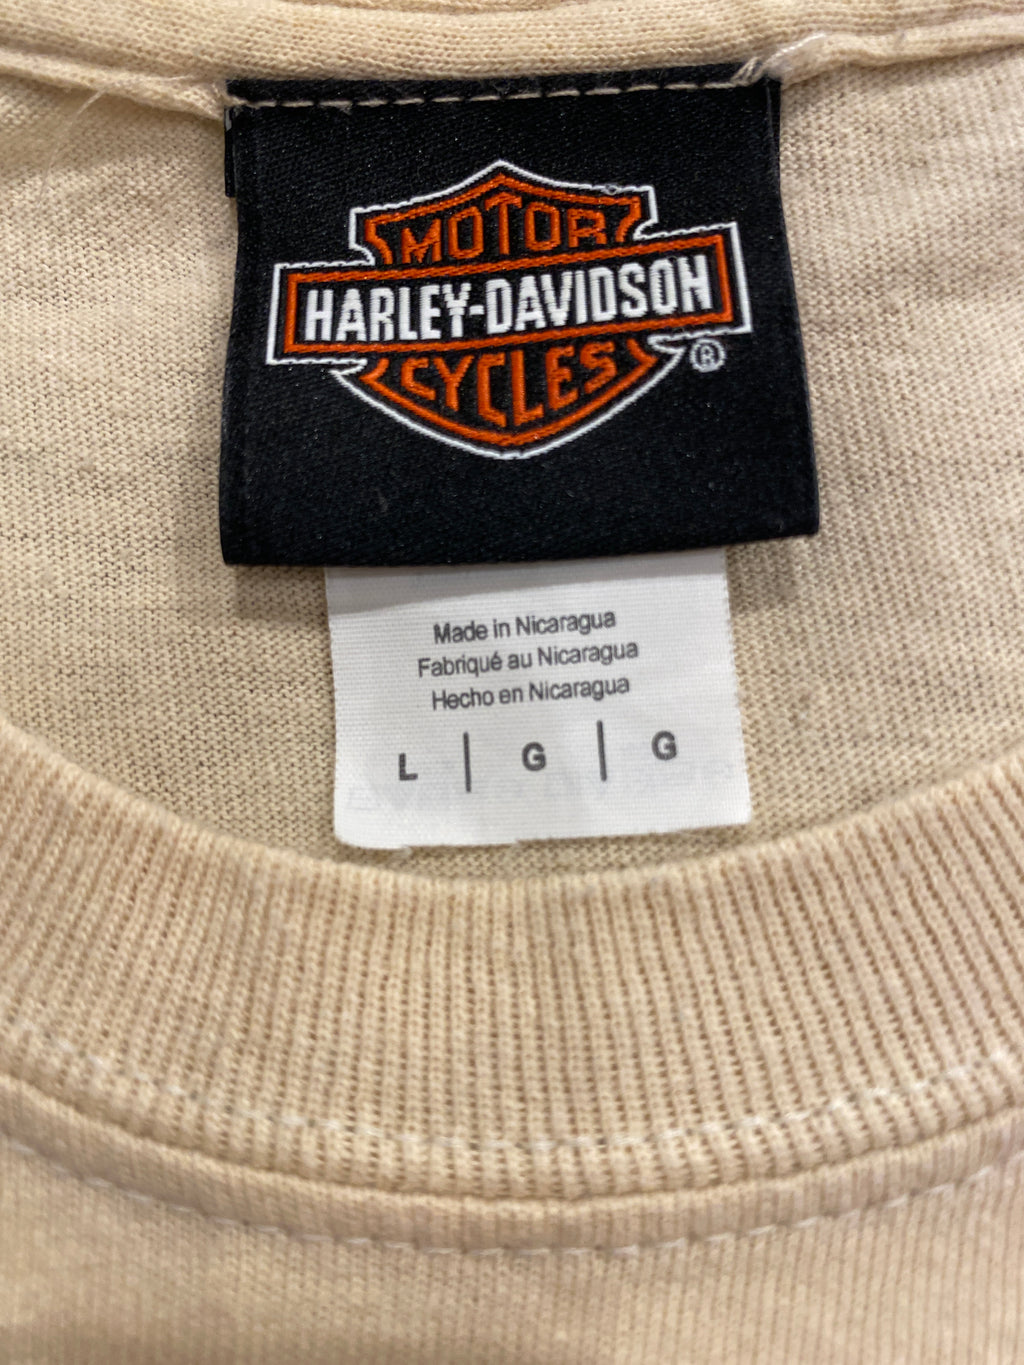 MOTOR
HARLEY-DAVIDSON
CYCLES ®
Made in Nicaragua
Fabriqué au Nicaragua
Hecho en Nicaragua
L | G | G